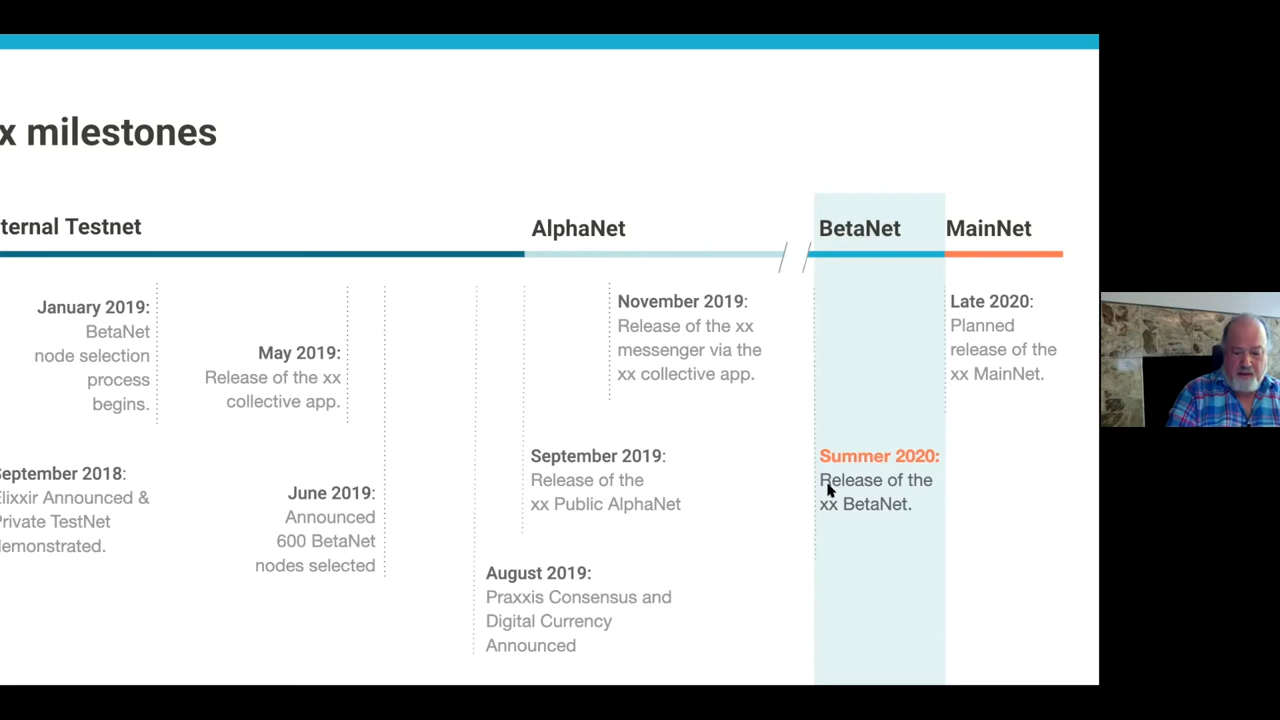 x milestones
ternal Testnet
AlphaNet
BetaNet
MainNet
January 2019:
BetaNet
node selection
process
begins.
May 2019:
Release of the xx
collective app.
November 2019:
Release of the xx
messenger via the
xx collective app.
Late 2020:
Planned
release of the
xx MainNet.
September 2018:
Elixxir Announced &
Private TestNet
demonstrated.
June 2019:
Announced
600 BetaNet
nodes selected
September 2019:
Release of the
xx Public AlphaNet
Summer 2020:
Release of the
xx BetaNet.
August 2019:
Praxxis Consensus and
Digital Currency
Announced